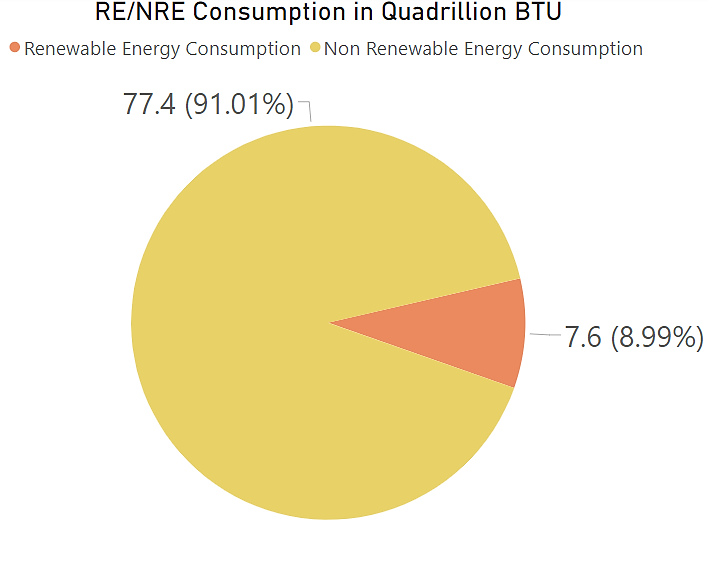 RE/NRE Consumption in Quadrillion BTU
Renewable Energy Consumption Non Renewable Energy Consumption
77.4 (91.01%)
7.6 (8.99%)